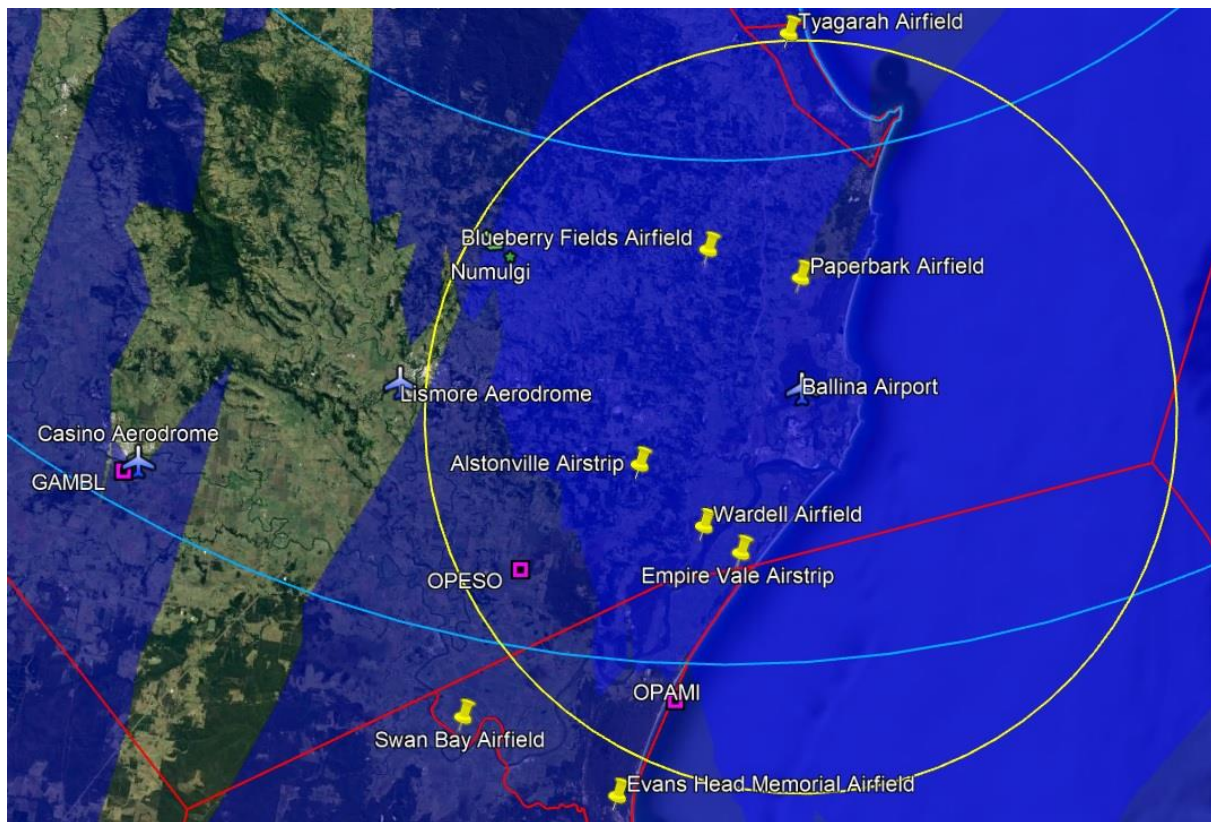 Tyagarah Airfield
Blueberry Fields Airfield
Numulgi
Paperbark Airfield
Lismore Aerodrome
Ballina Airport
Casino Aerodrome
GAMBL
Alstonville Airstrip
Wardell Airfield
OPESO
Empire Vale Airstrip
OPAMI
Swan Bay Airfield
Evans Head Memorial Airfield